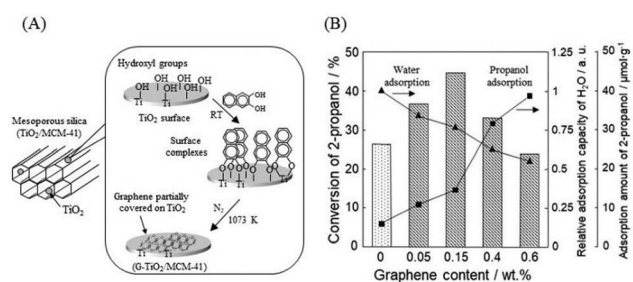 (A)
Hydroxyl groups
OH OH OH OH
OH OH OH
Ti Ti
TiO2 surface
OH
OH
RT
Mesoporous silica
(TiO2/MCM-41)
TiO2
Surface
complexes
O O O O
Ti Ti Ti
N2
1073 K
Graphene partially
covered on TiO2
Ti Ti
(G-TiO2/MCM-41)
(B)
Conversion of 2-propanol / %
50
40
30
20
10
0
Water
adsorption
Propanol
adsorption
0 0.05 0.15 0.4 0.6
Graphene content / wt.%
1.25
1
0.75
0.5
0.25
0
Relative adsorption capacity of H2O / a. u.
50
40
30
20
10
0
Adsorption amount of 2-propanol / μmol·g-1